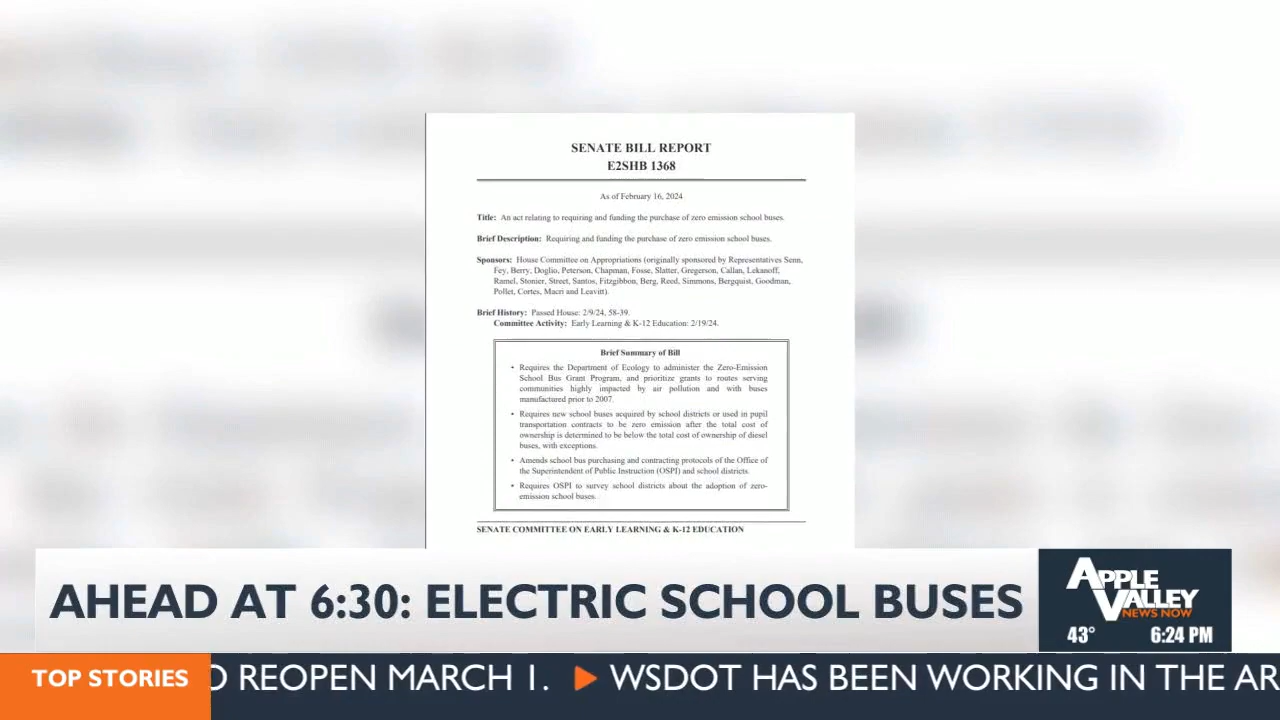 SENATE BILL REPORT
E2SHB 1368
As of February 16, 2024
Title: An act relating to requiring and funding the purchase of zero emission school buses.
Brief Description: Requiring and funding the purchase of zero emission school buses.
Sponsors: House Committee on Appropriations (originally sponsored by Representatives Senn,
Fey, Berry, Doglio, Peterson, Chapman, Fosse, Slatter, Gregerson, Callan, Lekanoff,
Ramel, Stonier, Street, Santos, Fitzgibbon, Berg, Reed, Simmons, Bergquist, Goodman,
Pollet, Cortes, Macri and Leavitt).
Brief History: Passed House: 2/9/24, 58-39.
Committee Activity: Early Learning & K-12 Education: 2/19/24.
Brief Summary of Bill
• Requires the Department of Ecology to administer the Zero-Emission
School Bus Grant Program, and prioritize grants to routes serving
communities highly impacted by air pollution and with buses
manufactured prior to 2007.
• Requires new school buses acquired by school districts or used in pupil
transportation contracts to be zero emission after the total cost of
ownership is determined to be below the total cost of ownership of diesel
buses, with exceptions.
• Amends school bus purchasing and contracting protocols of the Office of
the Superintendent of Public Instruction (OSPI) and school districts.
• Requires OSPI to survey school districts about the adoption of zero-
emission school buses.
SENATE COMMITTEE ON EARLY LEARNING & K-12 EDUCATION
AHEAD AT 6:30: ELECTRIC SCHOOL BUSES
APPLE
VALLEY
NEWS NOW
43° 6:24 PM
TOP STORIES
O REOPEN MARCH 1. WSDOT HAS BEEN WORKING IN THE AR